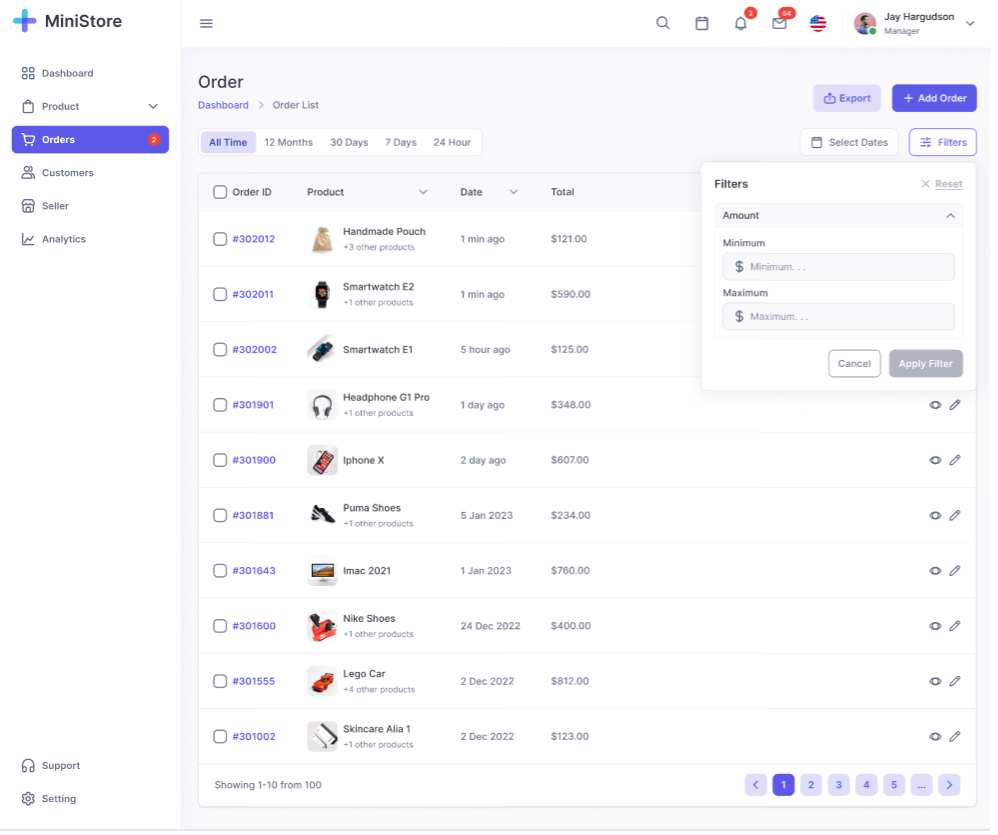 MiniStore
3
64
Jay Hargudson
Manager
Dashboard
Product
Orders
2
Customers
Seller
Analytics
Support
Setting
Order
Dashboard > Order List
Export
+ Add Order
All Time
12 Months
30 Days
7 Days
24 Hour
Select Dates
Filters
Order ID
Product
Date
Total
#302012
Handmade Pouch
+3 other products
1 min ago
$121.00
#302011
Smartwatch E2
+1 other products
1 min ago
$590.00
#302002
Smartwatch E1
5 hour ago
$125.00
#301901
Headphone G1 Pro
+1 other products
1 day ago
$348.00
#301900
Iphone X
2 day ago
$607.00
#301881
Puma Shoes
+1 other products
5 Jan 2023
$234.00
#301643
Imac 2021
1 Jan 2023
$760.00
#301600
Nike Shoes
+1 other products
24 Dec 2022
$400.00
#301555
Lego Car
+4 other products
2 Dec 2022
$812.00
#301002
Skincare Alia 1
+1 other products
2 Dec 2022
$123.00
Showing 1-10 from 100
1
2
3
4
5
...
Filters
Reset
Amount
Minimum
$ Minimum. . .
Maximum
$ Maximum. . .
Cancel
Apply Filter